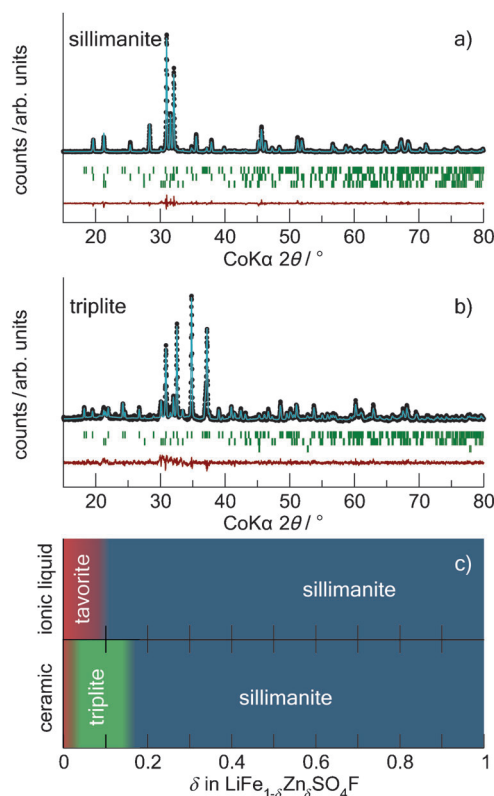 sillimanite
a)
counts / arb. units
20 30 40 50 60 70 80
CoKα 2θ / °
triplite
b)
counts / arb. units
20 30 40 50 60 70 80
CoKα 2θ / °
c)
ionic liquid
tavorite
sillimanite
ceramic
triplite
sillimanite
0 0.2 0.4 0.6 0.8 1
δ in LiFe₁₋δZnδSO₄F